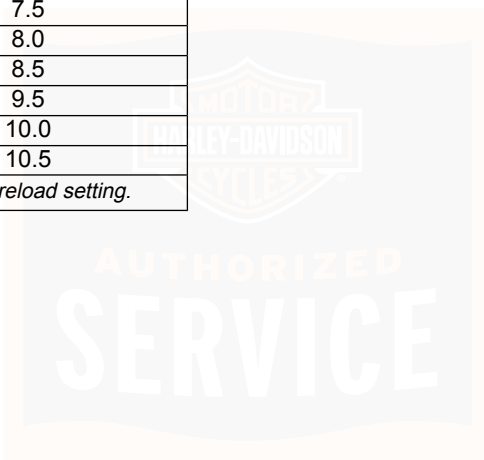 7.5
8.0
8.5
9.5
10.0
10.5
reload setting.
MOTOR
HARLEY-DAVIDSON
CYCLES
AUTHORIZED
SERVICE